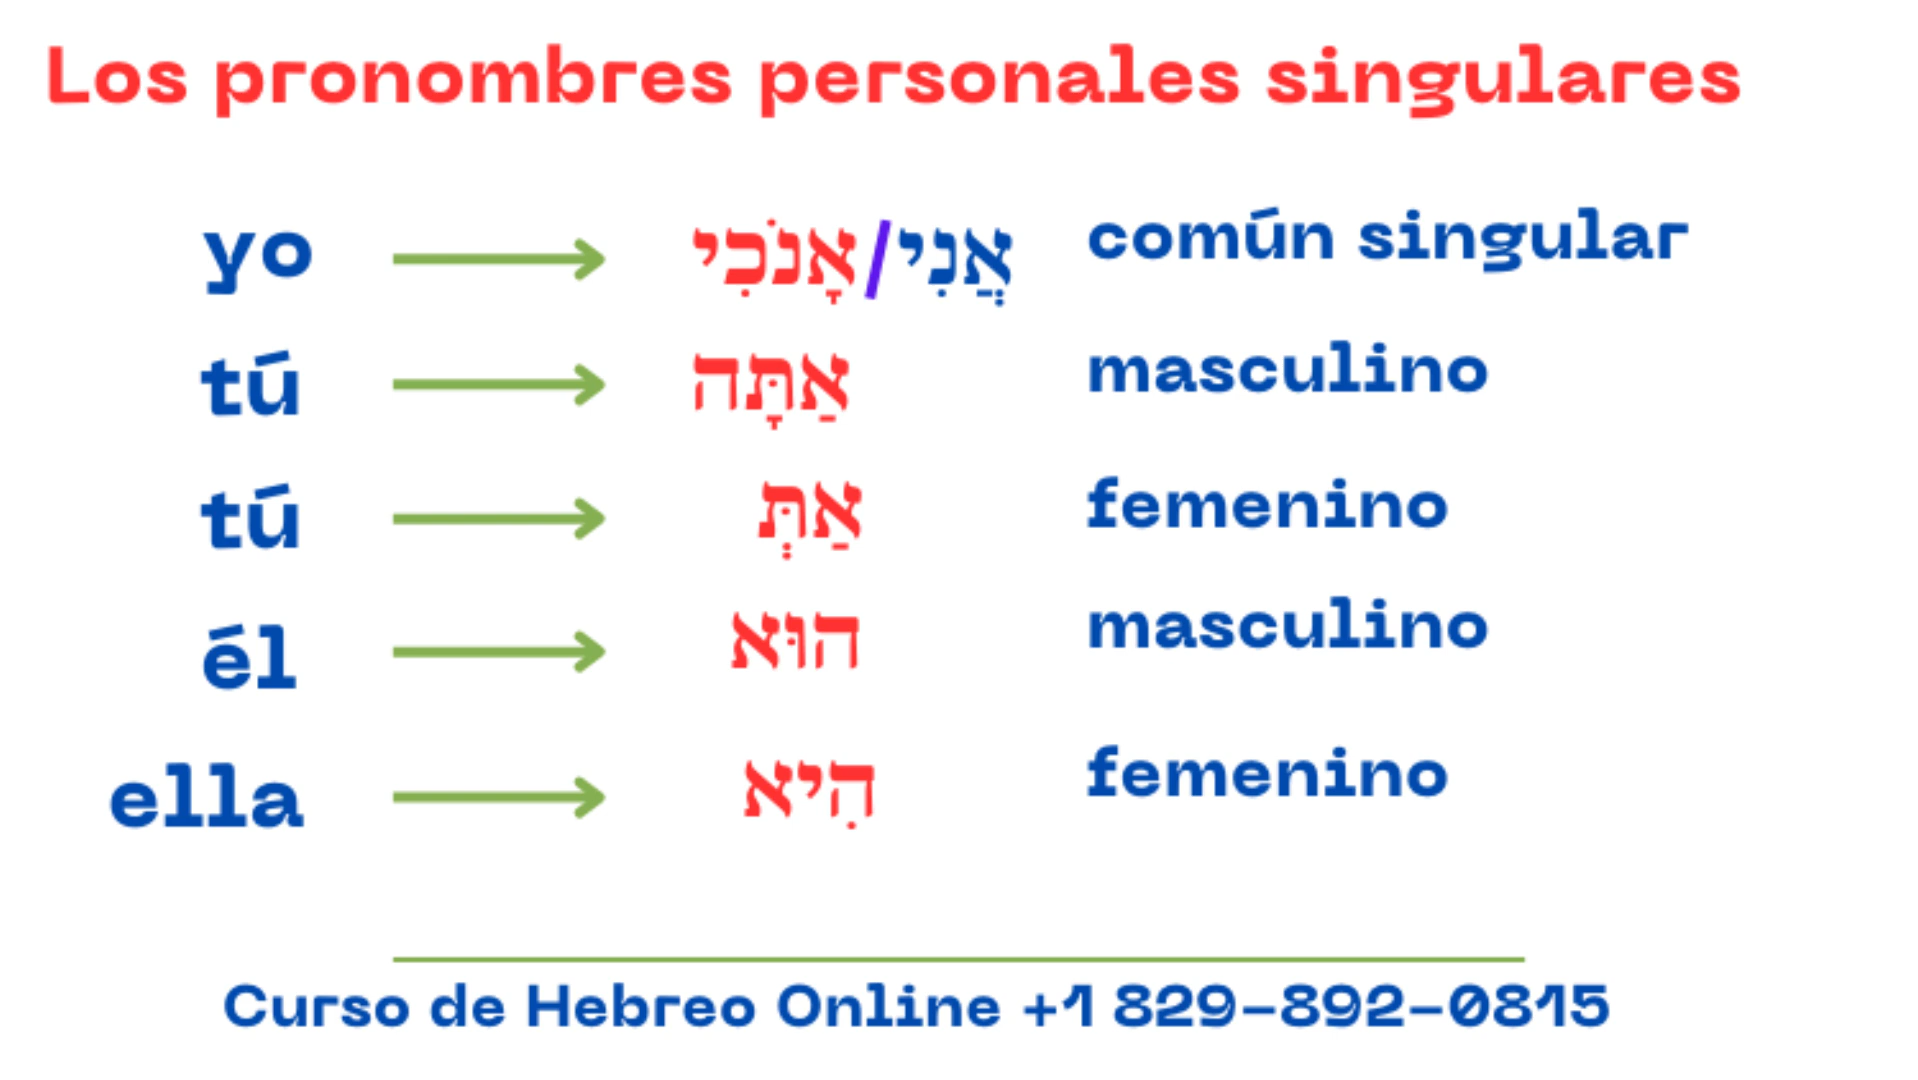 Los pronombres personales singulares
yo אֲנִי/אָנֹכִי común singular
tú אַתָּה masculino
tú אַתְּ femenino
él הוּא masculino
ella הִיא femenino
Curso de Hebreo Online +1 829-892-0815